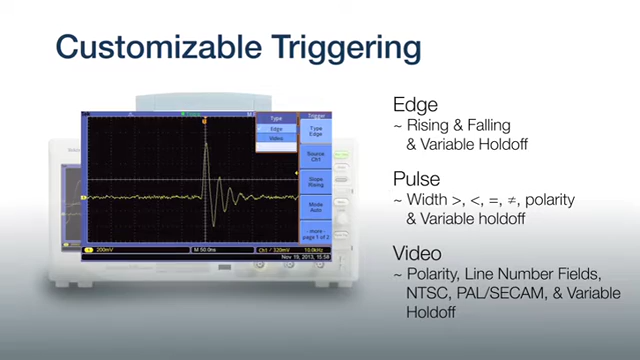 Customizable Triggering
Edge
~ Rising & Falling
& Variable Holdoff
Pulse
~ Width >, <, =, ≠, polarity
& Variable holdoff
Video
~ Polarity, Line Number Fields,
NTSC, PAL/SECAM, & Variable
Holdoff
Tek
Type
Edge
Video
Trigger
Type
Edge
Source
Ch1
Slope
Rising
Mode
Auto
more
page 1 of 2
200mV
M 50.0ns
Ch1 / 320mV
10.0kHz
Nov 19, 2013, 15:58